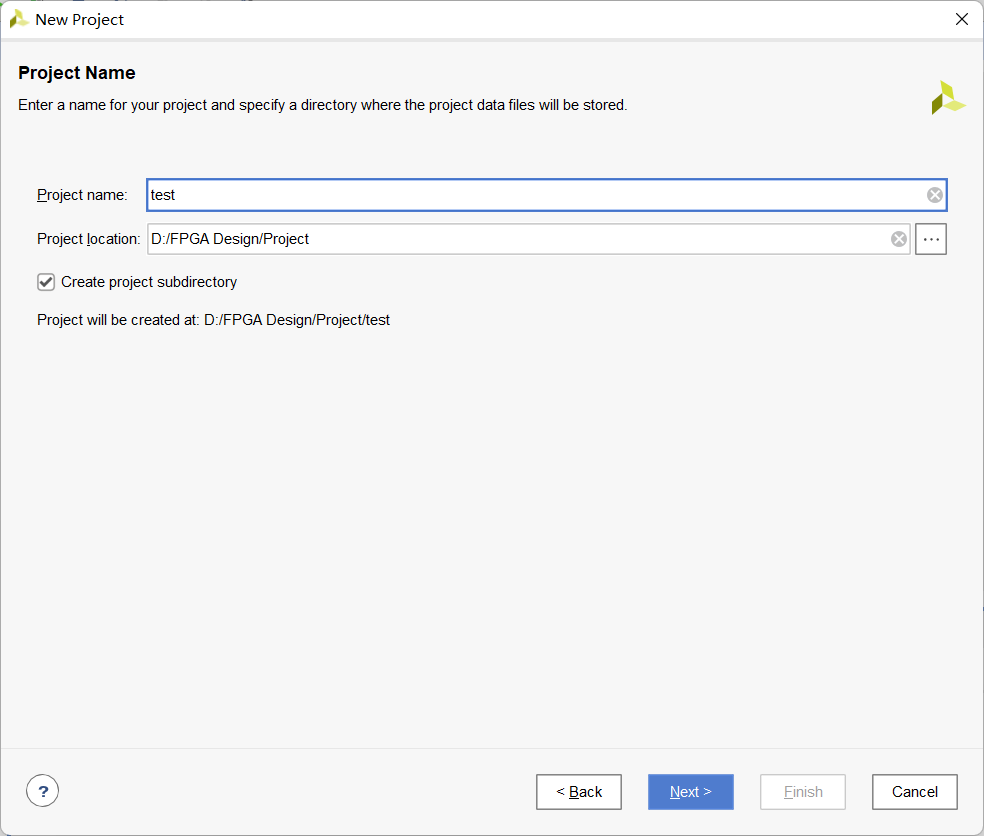 New Project
Project Name
Enter a name for your project and specify a directory where the project data files will be stored.
Project name: test
Project location: D:/FPGA Design/Project ...
Create project subdirectory
Project will be created at: D:/FPGA Design/Project/test
? < Back Next > Finish Cancel